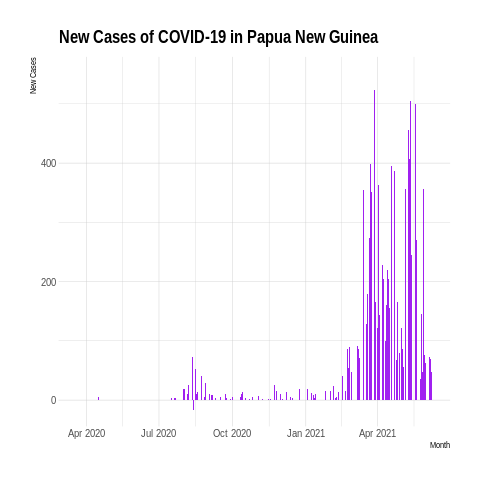 New Cases of COVID-19 in Papua New Guinea
New Cases
400
200
0
Apr 2020 Jul 2020 Oct 2020 Jan 2021 Apr 2021
Month